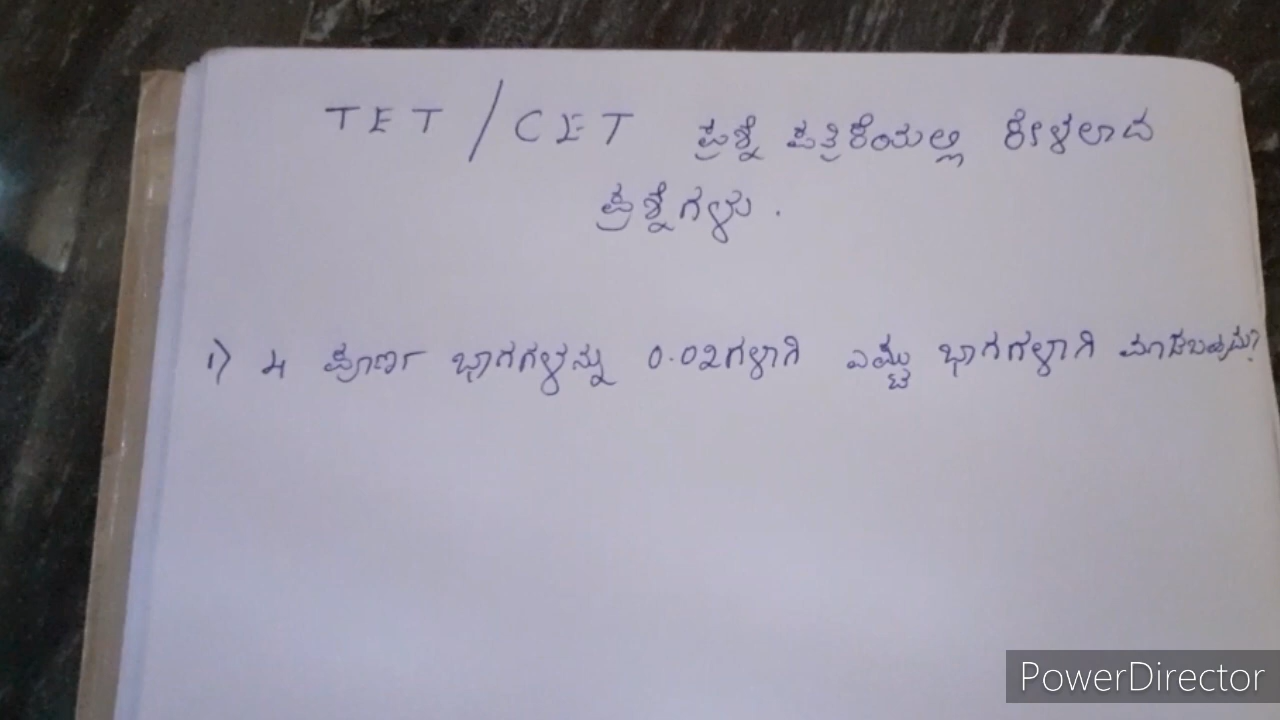 TET / CET ಪ್ರಶ್ನೆ ಪತ್ರಿಕೆಯಲ್ಲಿ ಕೇಳಲಾದ
ಪ್ರಶ್ನೆಗಳು .
1) 4 ಪೂರ್ಣ ಭಾಗಗಳನ್ನು 0.02ಗಳಾಗಿ ಎಷ್ಟು ಭಾಗಗಳಾಗಿ ಮಾಡಬಹುದು?
PowerDirector